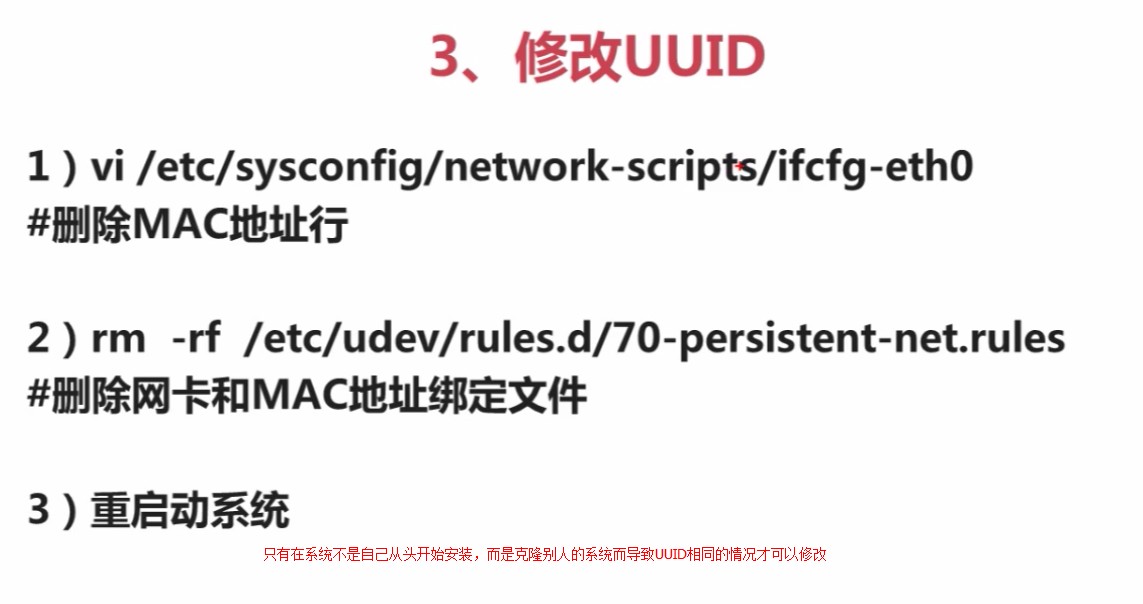 3、修改UUID
1）vi /etc/sysconfig/network-scripts/ifcfg-eth0
#删除MAC地址行
2）rm -rf /etc/udev/rules.d/70-persistent-net.rules
#删除网卡和MAC地址绑定文件
3）重启动系统
只有在系统不是自己从头开始安装，而是克隆别人的系统而导致UUID相同的情况才可以修改